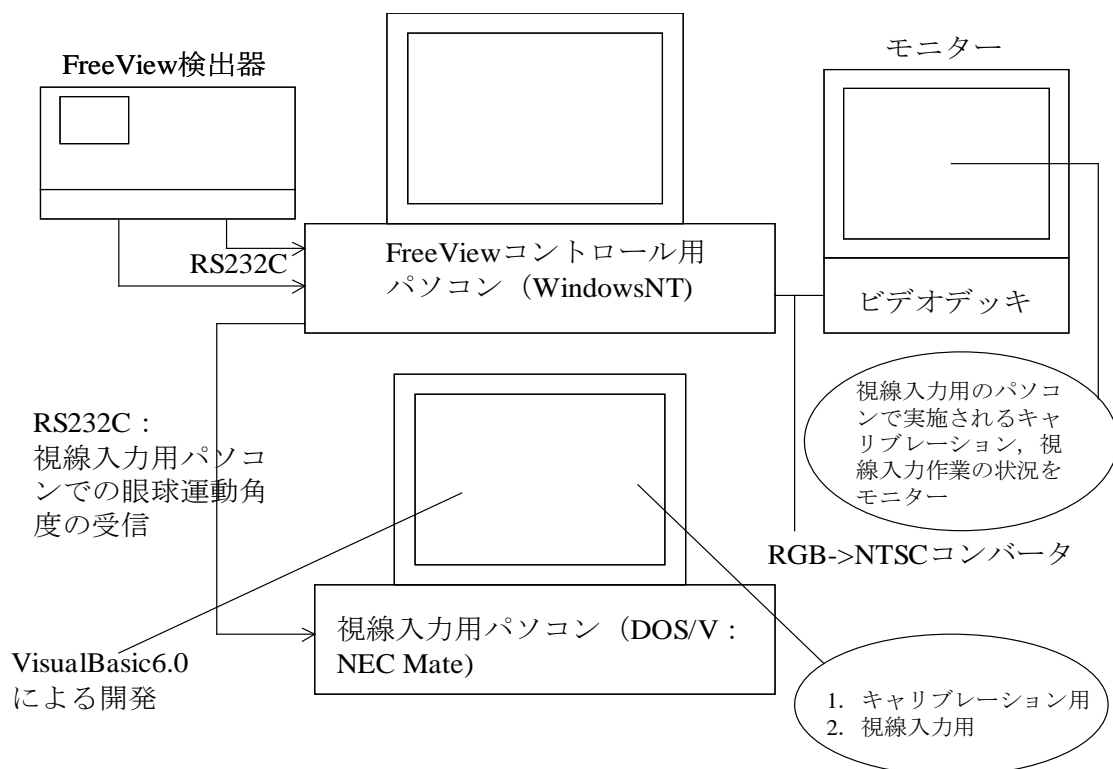 FreeView検出器
モニター
RS232C
FreeViewコントロール用
パソコン（WindowsNT)
ビデオデッキ
視線入力用のパソコ
ンで実施されるキャ
リブレーション，視
線入力作業の状況を
モニター
RS232C：
視線入力用パソコ
ンでの眼球運動角
度の受信
RGB->NTSCコンバータ
視線入力用パソコン（DOS/V：
NEC Mate)
VisualBasic6.0
による開発
1. キャリブレーション用
2. 視線入力用